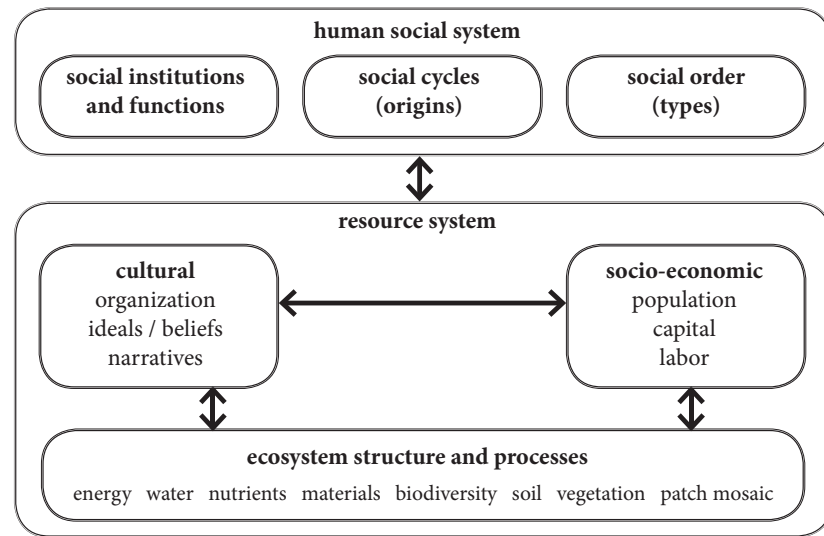 human social system
social institutions
and functions
social cycles
(origins)
social order
(types)
resource system
cultural
organization
ideals / beliefs
narratives
socio-economic
population
capital
labor
ecosystem structure and processes
energy water nutrients materials biodiversity soil vegetation patch mosaic